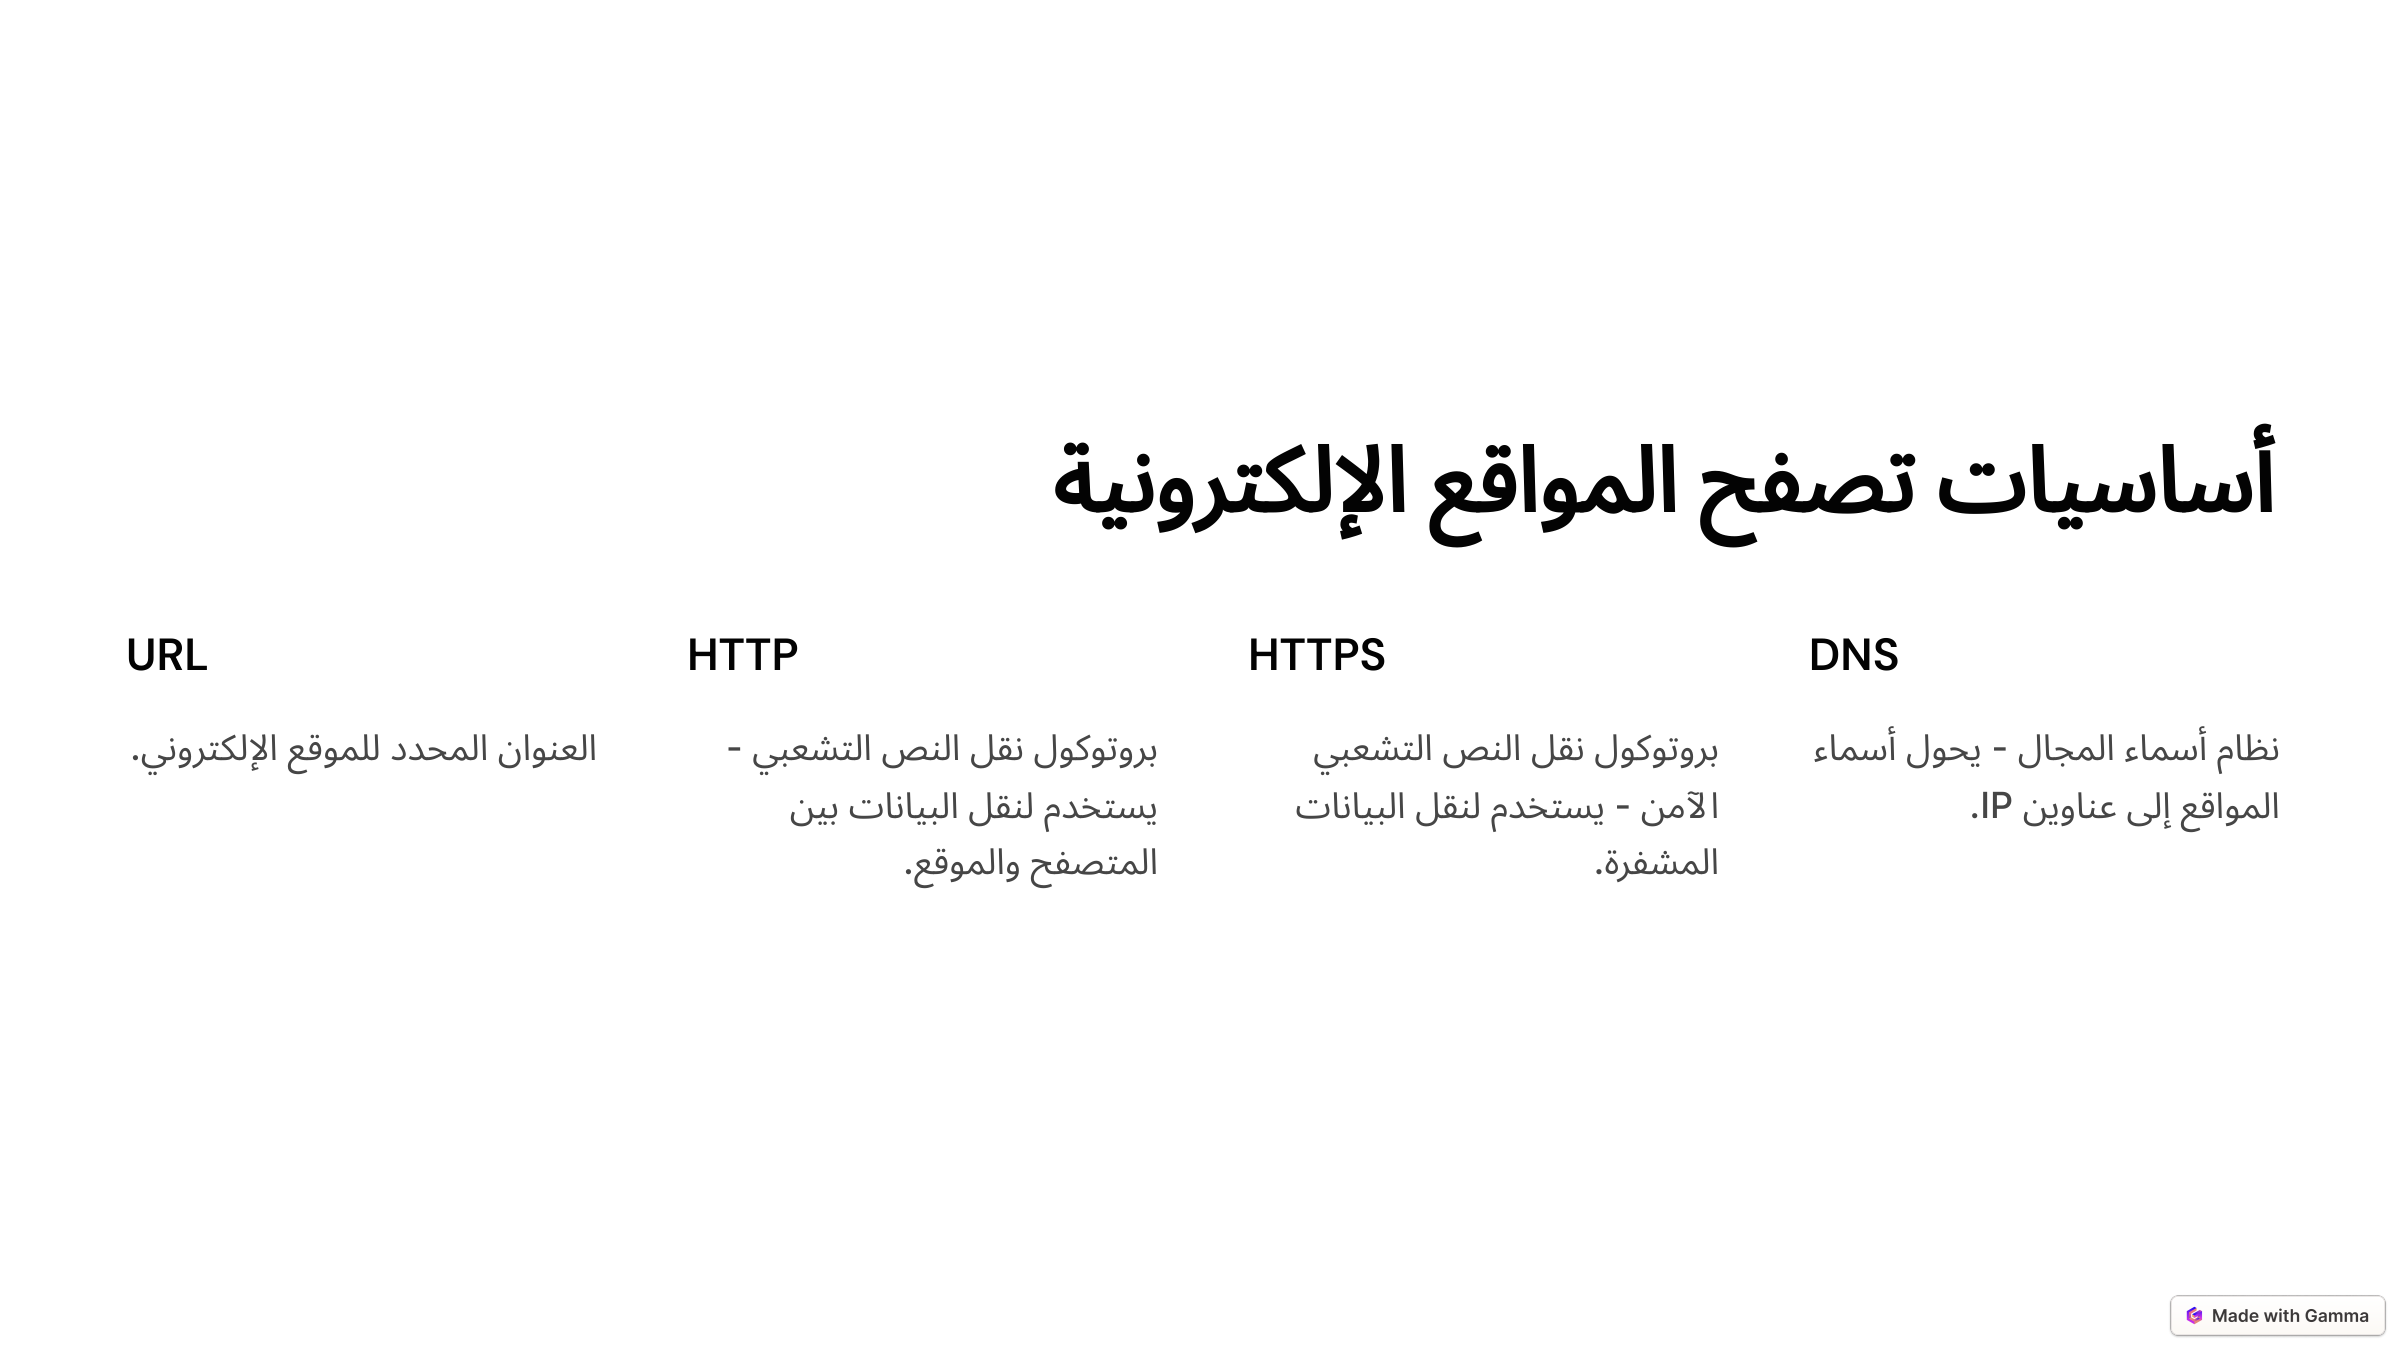 أساسيات تصفح المواقع الإلكترونية
URL
العنوان المحدد للموقع الإلكتروني.
HTTP
بروتوكول نقل النص التشعبي -
يستخدم لنقل البيانات بين
المتصفح والموقع.
HTTPS
بروتوكول نقل النص التشعبي
الآمن - يستخدم لنقل البيانات
المشفرة.
DNS
نظام أسماء المجال - يحول أسماء
المواقع إلى عناوين IP.
Made with Gamma